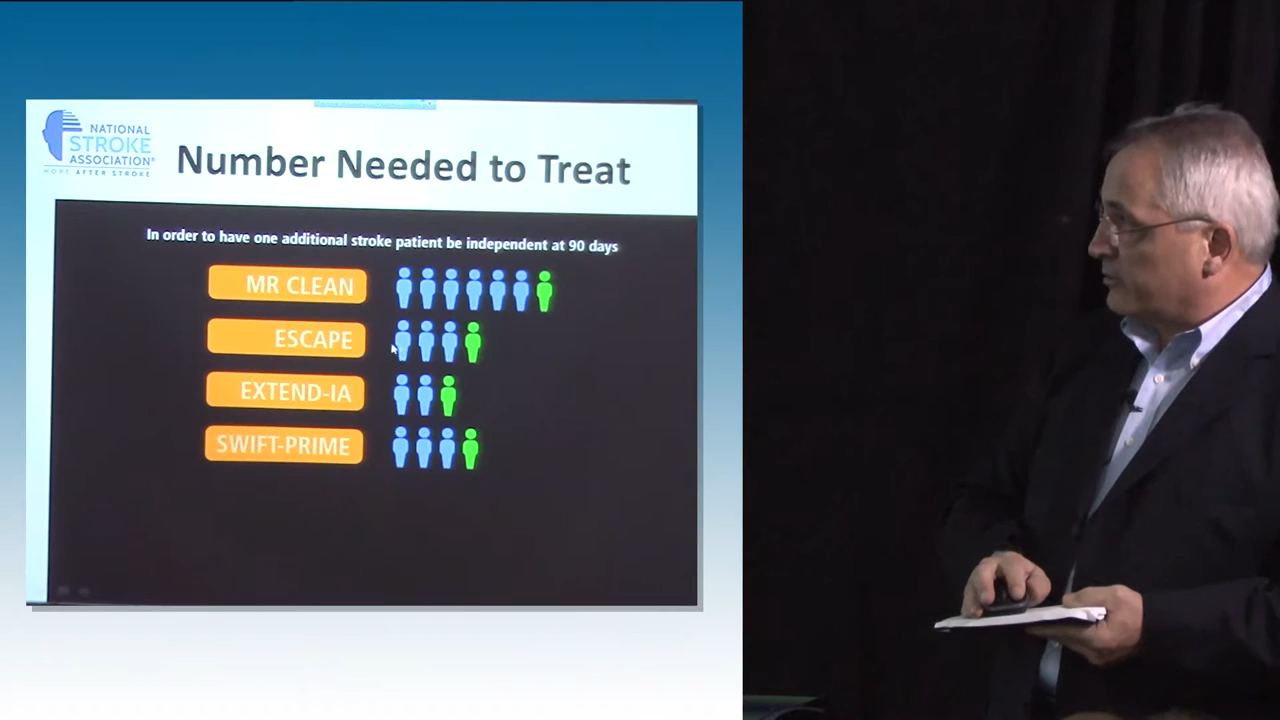 NATIONAL
STROKE
ASSOCIATION®
HOPE AFTER STROKE
Number Needed to Treat
In order to have one additional stroke patient be independent at 90 days
MR CLEAN
ESCAPE
EXTEND-IA
SWIFT-PRIME